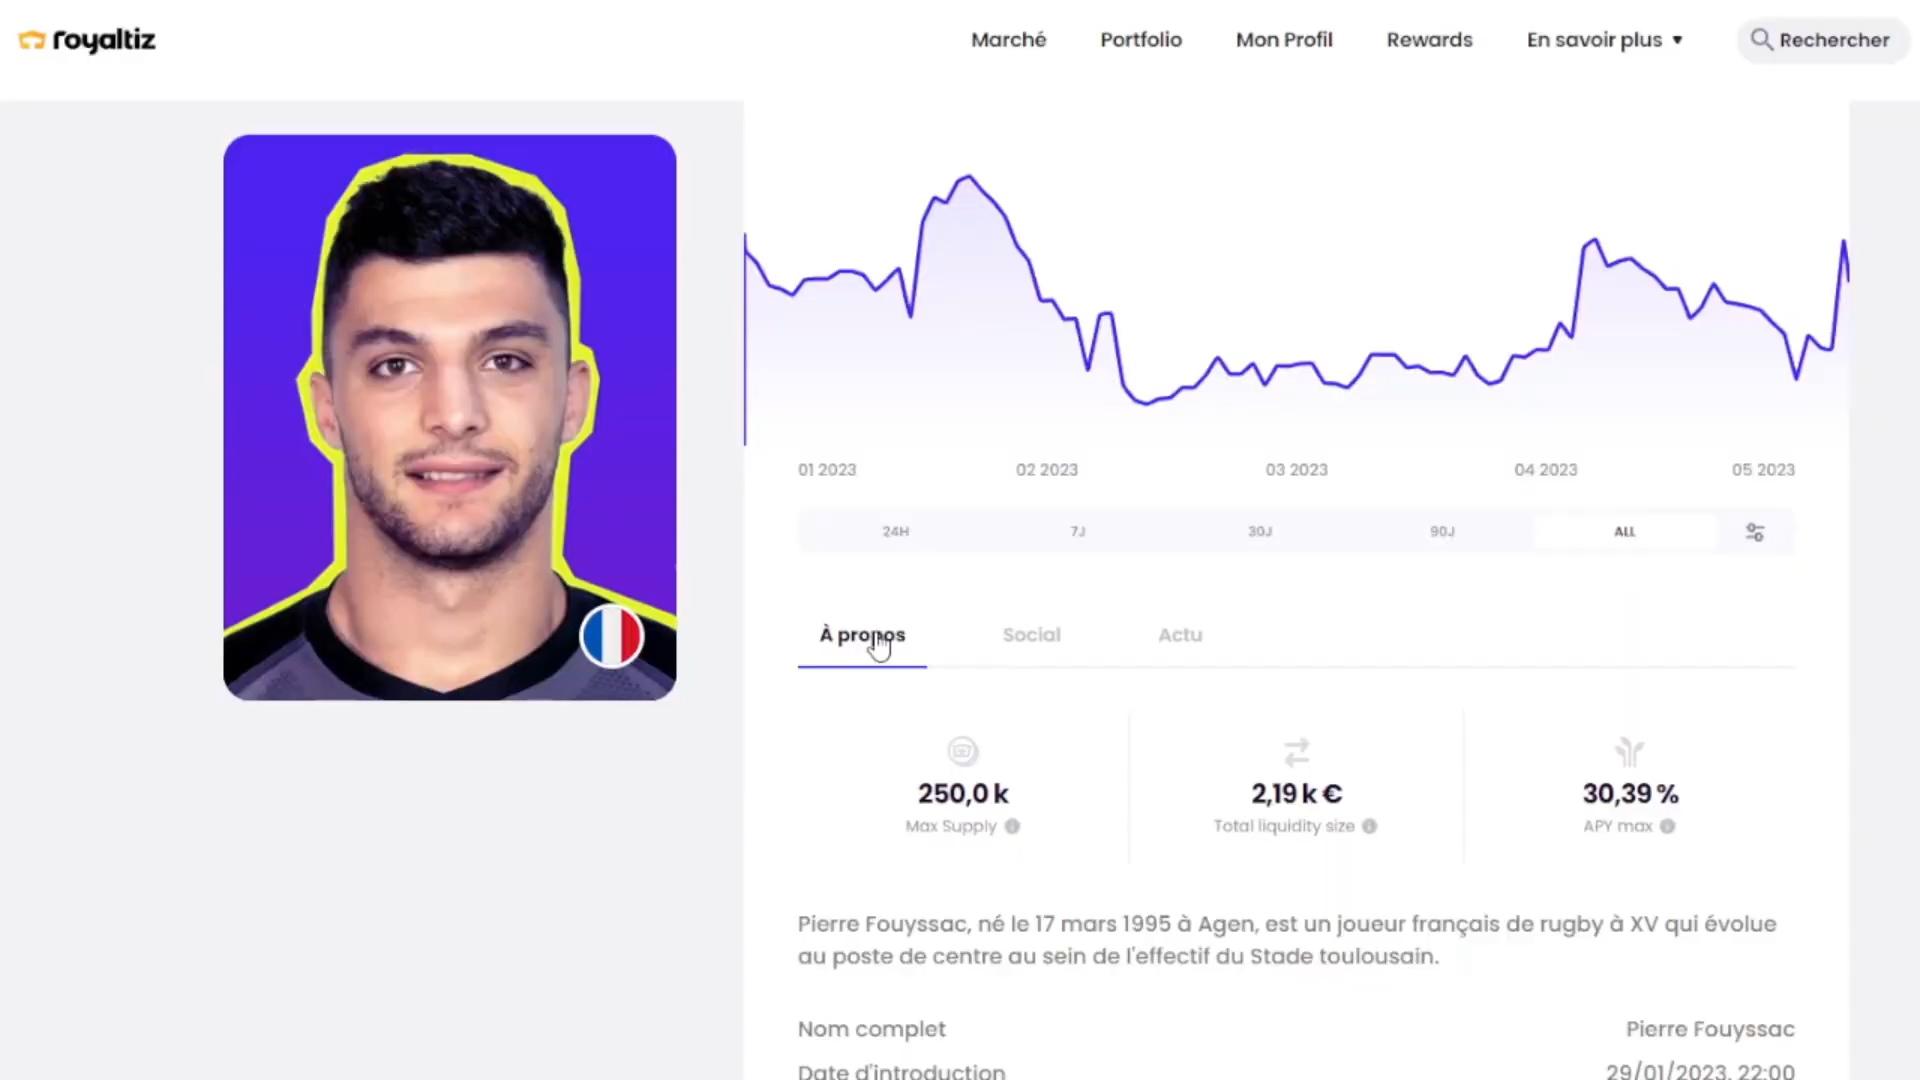 royaltiz
Marché Portfolio Mon Profil Rewards En savoir plus Rechercher
01 2023 02 2023 03 2023 04 2023 05 2023
24H 7J 30J 90J ALL
À propos Social Actu
250,0 k 2,19 k € 30,39 %
Max Supply Total liquidity size APY max
Pierre Fouyssac, né le 17 mars 1995 à Agen, est un joueur français de rugby à XV qui évolue
au poste de centre au sein de l'effectif du Stade toulousain.
Nom complet Pierre Fouyssac
Date d'introduction 29/01/2023, 22:00